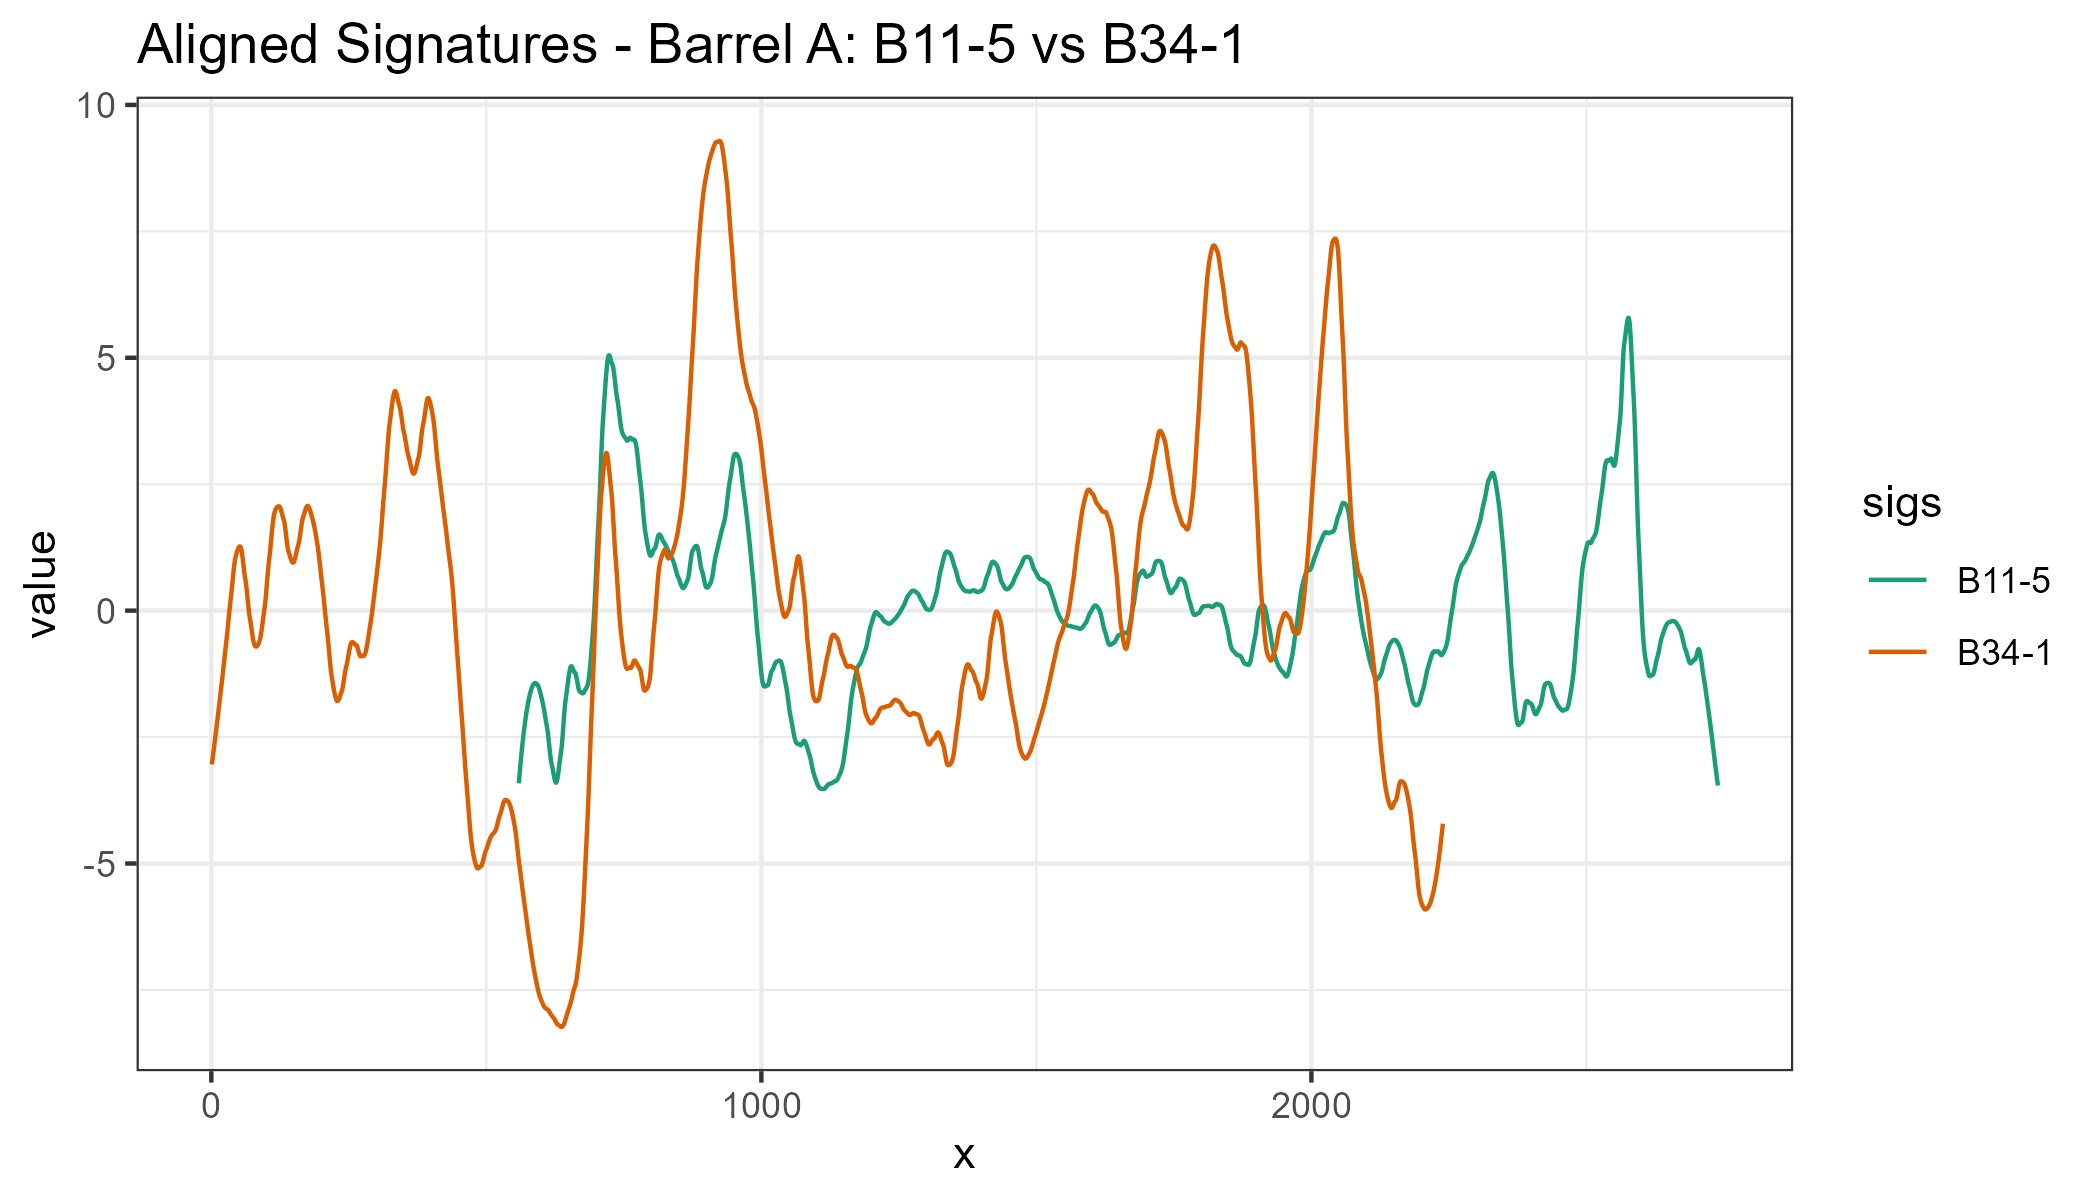 Aligned Signatures - Barrel A: B11-5 vs B34-1
10
5
0
-5
value
0 1000 2000
x
sigs
B11-5
B34-1